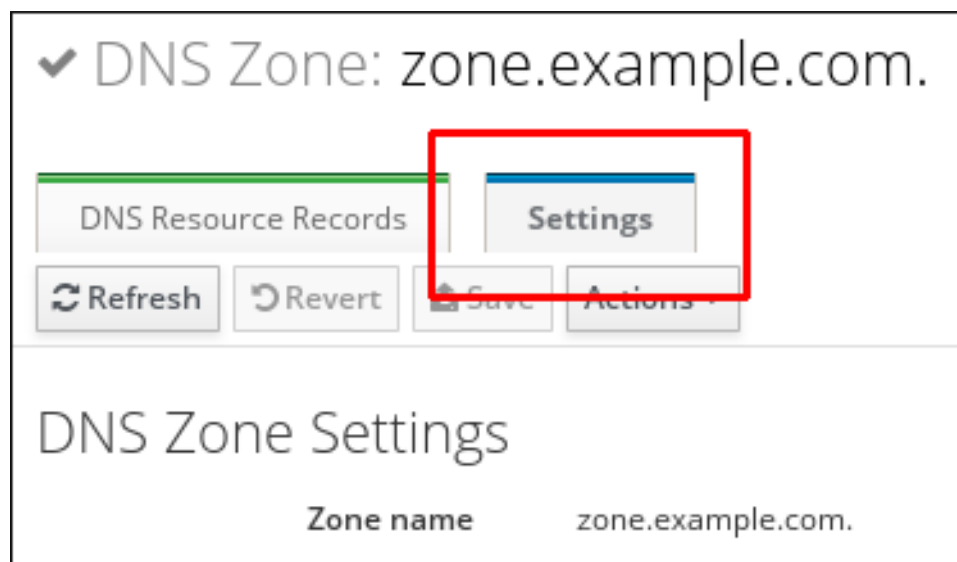 DNS Zone: zone.example.com.
DNS Resource Records Settings
Refresh Revert Save Actions
DNS Zone Settings
Zone name zone.example.com.